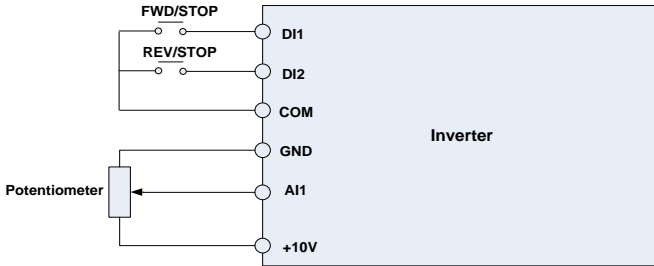 FWD/STOP
DI1
REV/STOP
DI2
COM
Inverter
GND
Potentiometer
AI1
+10V